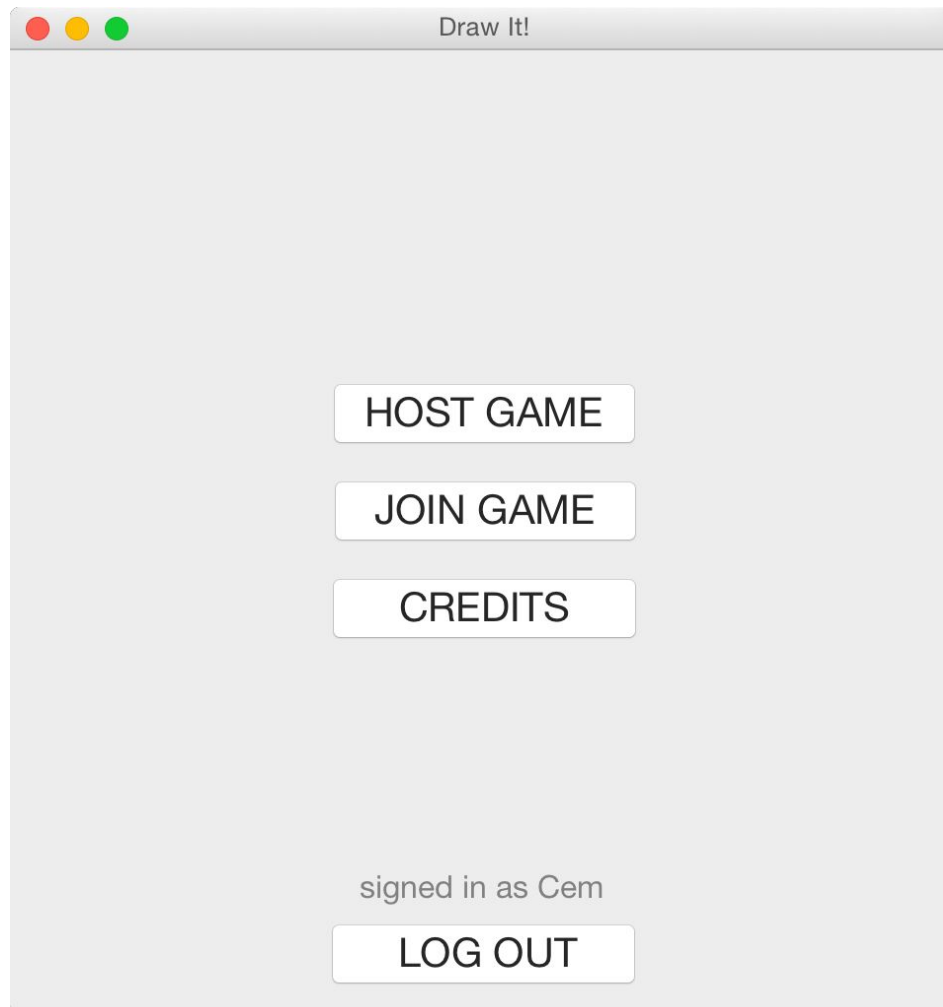 Draw It!
HOST GAME
JOIN GAME
CREDITS
signed in as Cem
LOG OUT